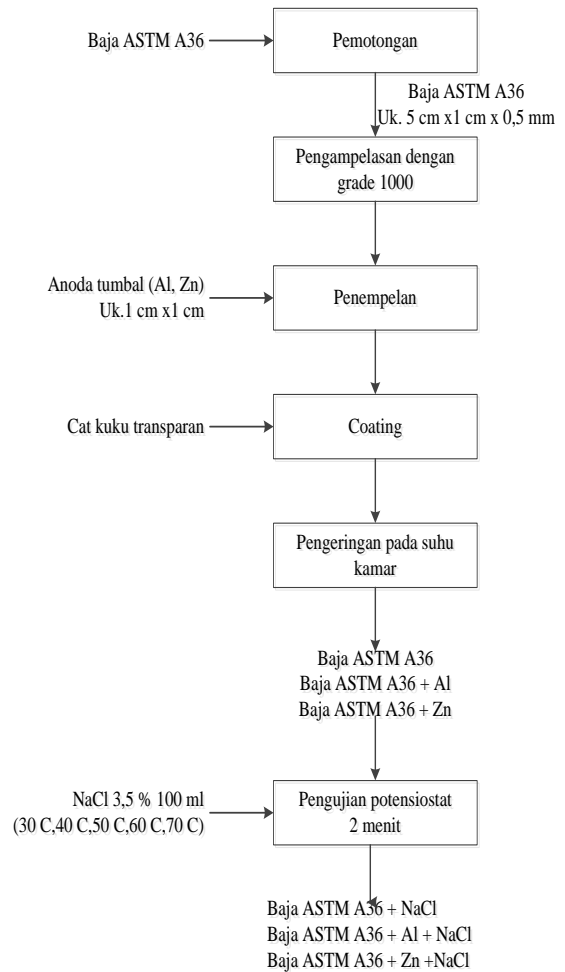 Baja ASTM A36
Pemotongan
Baja ASTM A36
Uk. 5 cm x1 cm x 0,5 mm
Pengampelasan dengan
grade 1000
Anoda tumbal (Al, Zn)
Uk.1 cm x1 cm
Penempelan
Cat kuku transparan
Coating
Pengeringan pada suhu
kamar
Baja ASTM A36
Baja ASTM A36 + Al
Baja ASTM A36 + Zn
NaCl 3,5 % 100 ml
(30 C,40 C,50 C,60 C,70 C)
Pengujian potensiostat
2 menit
Baja ASTM A36 + NaCl
Baja ASTM A36 + Al + NaCl
Baja ASTM A36 + Zn +NaCl